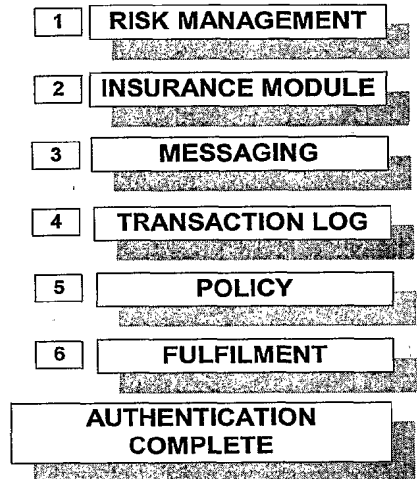 1 RISK MANAGEMENT
2 INSURANCE MODULE
3 MESSAGING
4 TRANSACTION LOG
5 POLICY
6 FULFILMENT
AUTHENTICATION
COMPLETE